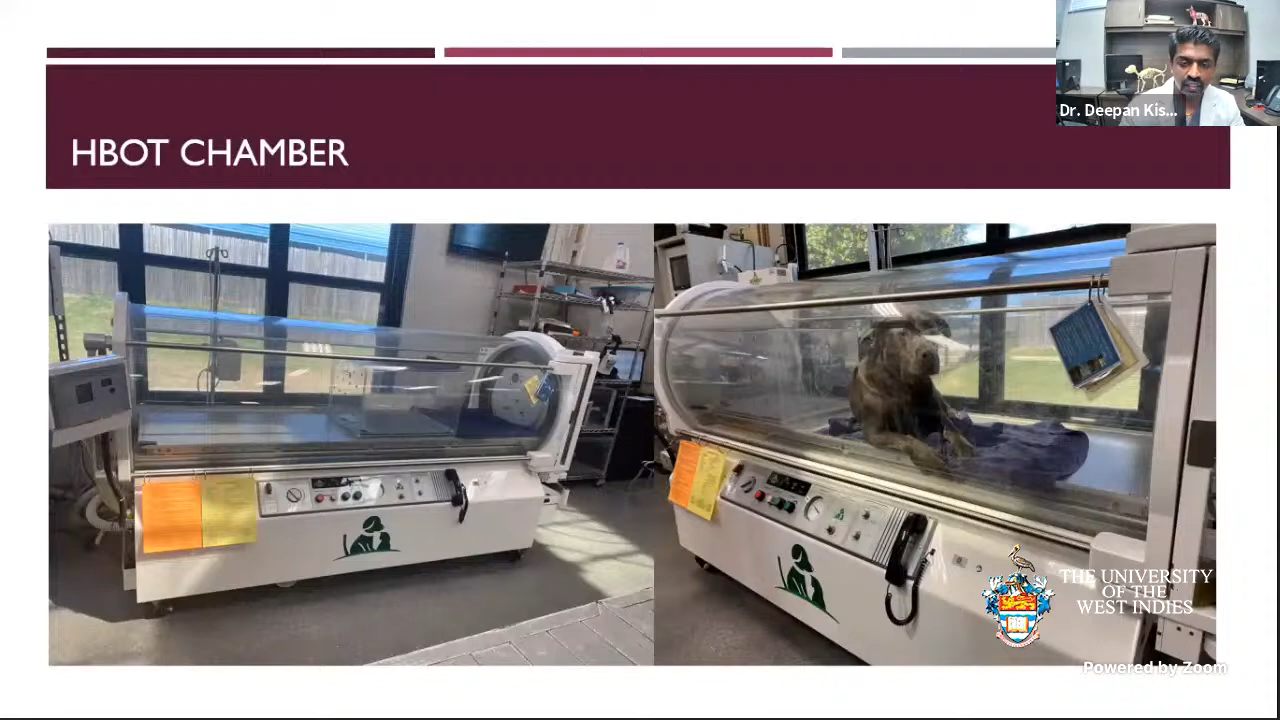 Dr. Deepan Kis...
HBOT CHAMBER
THE UNIVERSITY
OF THE
WEST INDIES
Powered by Zoom